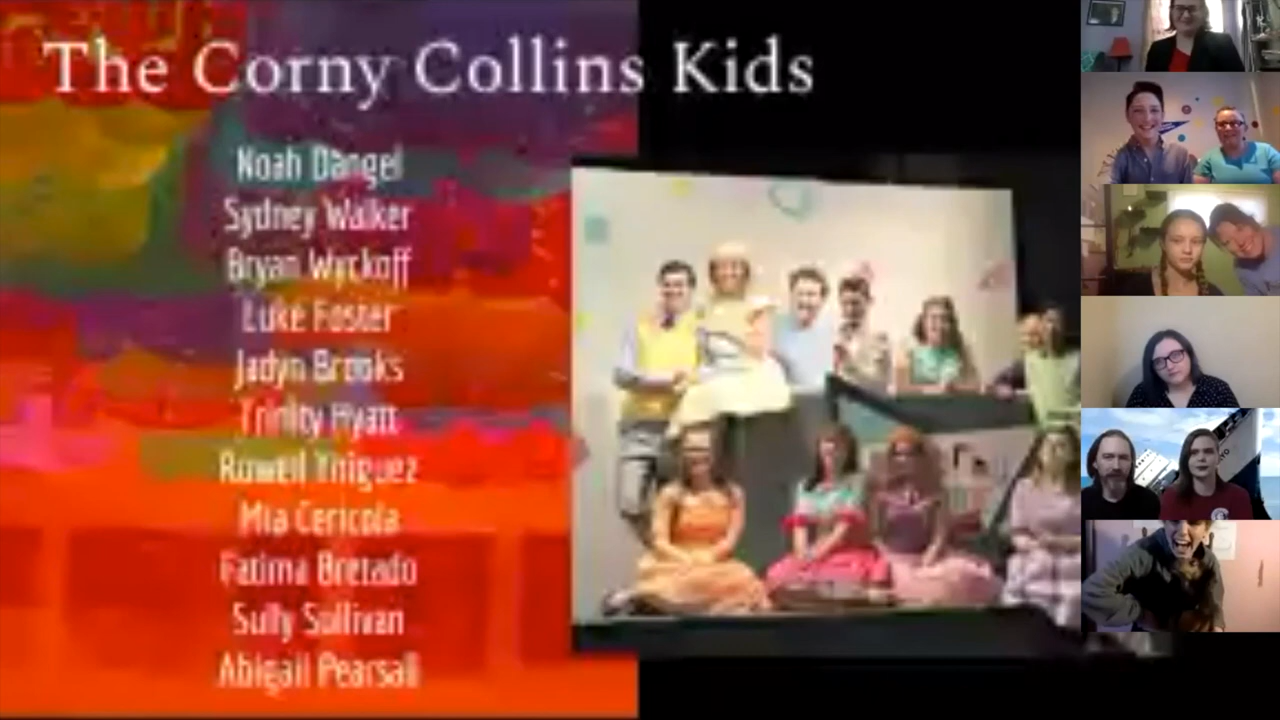 The Corny Collins Kids
Noah Dangel
Sydney Walker
Bryan Wyckoff
Luke Foster
Jadyn Brooks
Trinity Hyatt
Rowell Yniguez
Mia Cericola
Fatima Bretado
Sully Sullivan
Abigail Pearsall